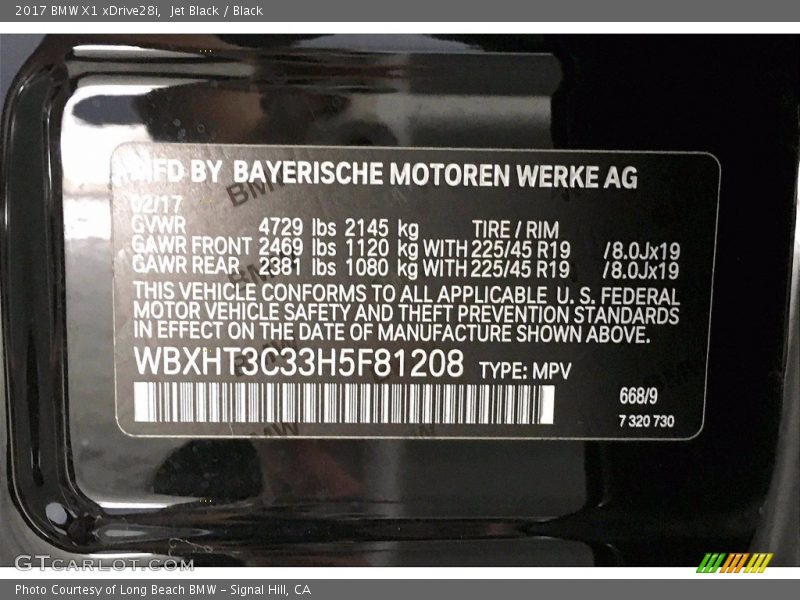 2017 BMW X1 xDrive28i,  Jet Black / Black
MFD BY BAYERISCHE MOTOREN WERKE AG
02/17
GVWR 4729 lbs 2145 kg TIRE / RIM
GAWR FRONT 2469 lbs 1120 kg WITH 225/45 R19 /8.0Jx19
GAWR REAR 2381 lbs 1080 kg WITH 225/45 R19 /8.0Jx19
THIS VEHICLE CONFORMS TO ALL APPLICABLE U. S. FEDERAL
MOTOR VEHICLE SAFETY AND THEFT PREVENTION STANDARDS
IN EFFECT ON THE DATE OF MANUFACTURE SHOWN ABOVE.
WBXHT3C33H5F81208 TYPE: MPV
668/9
7 320 730
GTCARLOT.COM
Photo Courtesy of Long Beach BMW - Signal Hill, CA